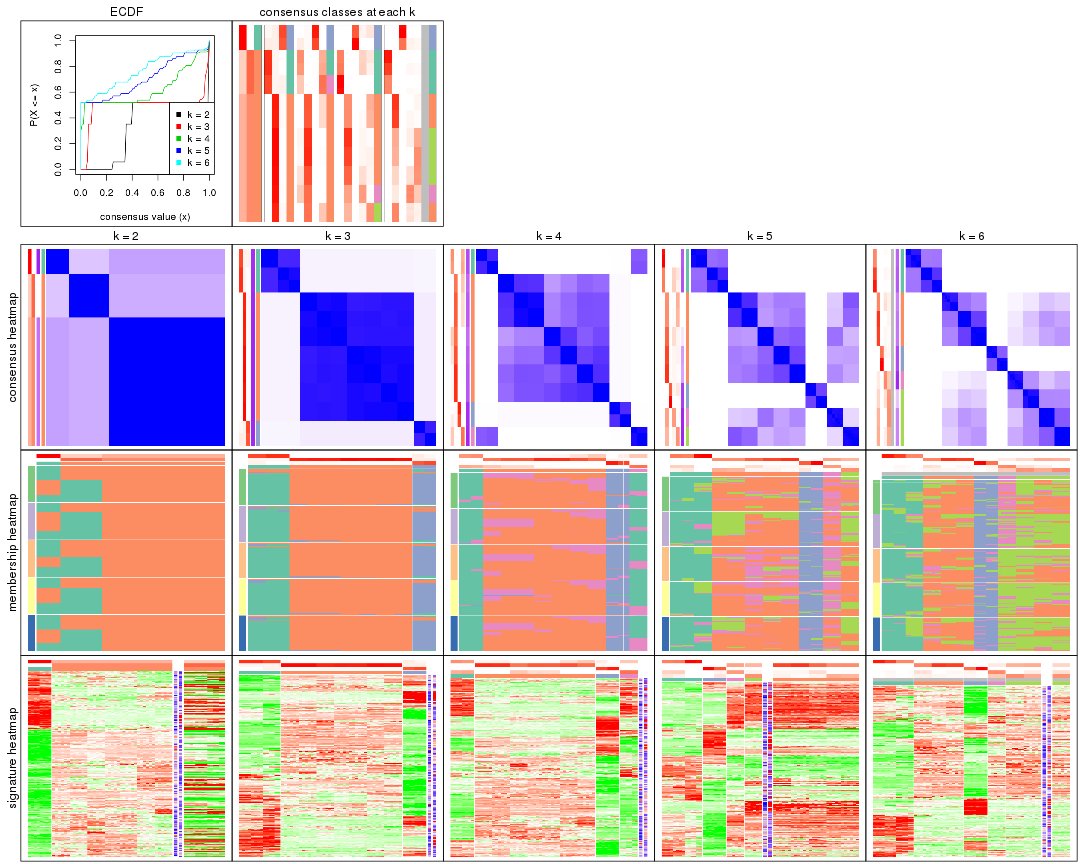 ECDF
consensus classes at each k
P(X <= x)
0.0 0.2 0.4 0.6 0.8 1.0
k = 2
k = 3
k = 4
k = 5
k = 6
0.0 0.2 0.4 0.6 0.8 1.0
consensus value (x)
k = 2
k = 3
k = 4
k = 5
k = 6
consensus heatmap
membership heatmap
signature heatmap